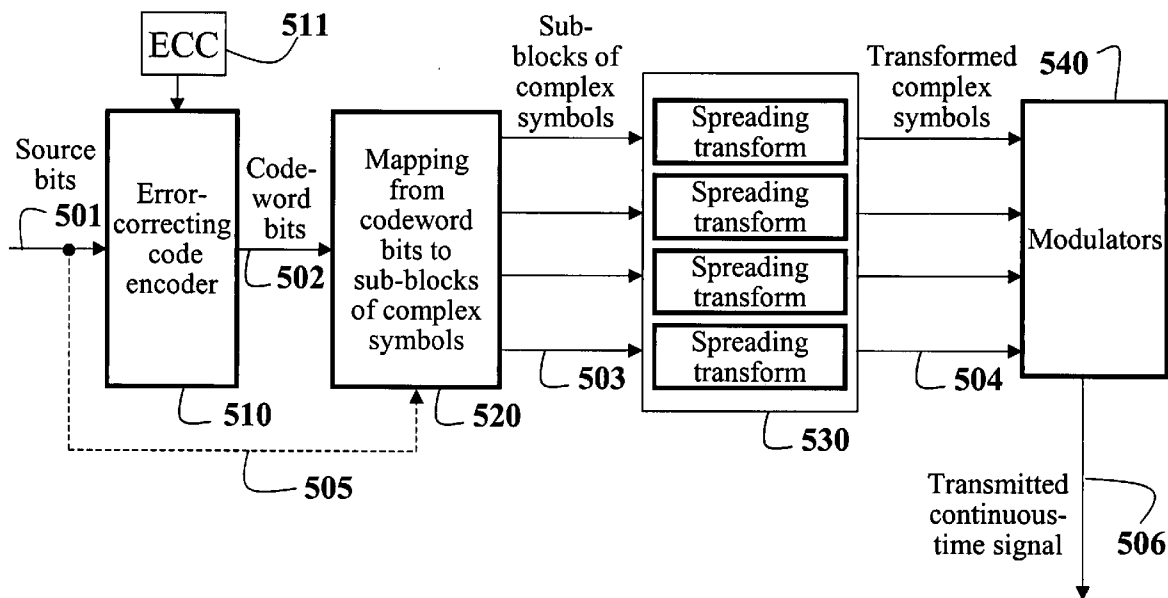 ECC
511
Source
bits
501
Error-
correcting
code
encoder
510
Code-
word
bits
502
Mapping
from
codeword
bits to
sub-blocks
of complex
symbols
520
505
Sub-
blocks of
complex
symbols
503
Spreading
transform
Spreading
transform
Spreading
transform
Spreading
transform
530
Transformed
complex
symbols
504
540
Modulators
Transmitted
continuous-
time signal
506